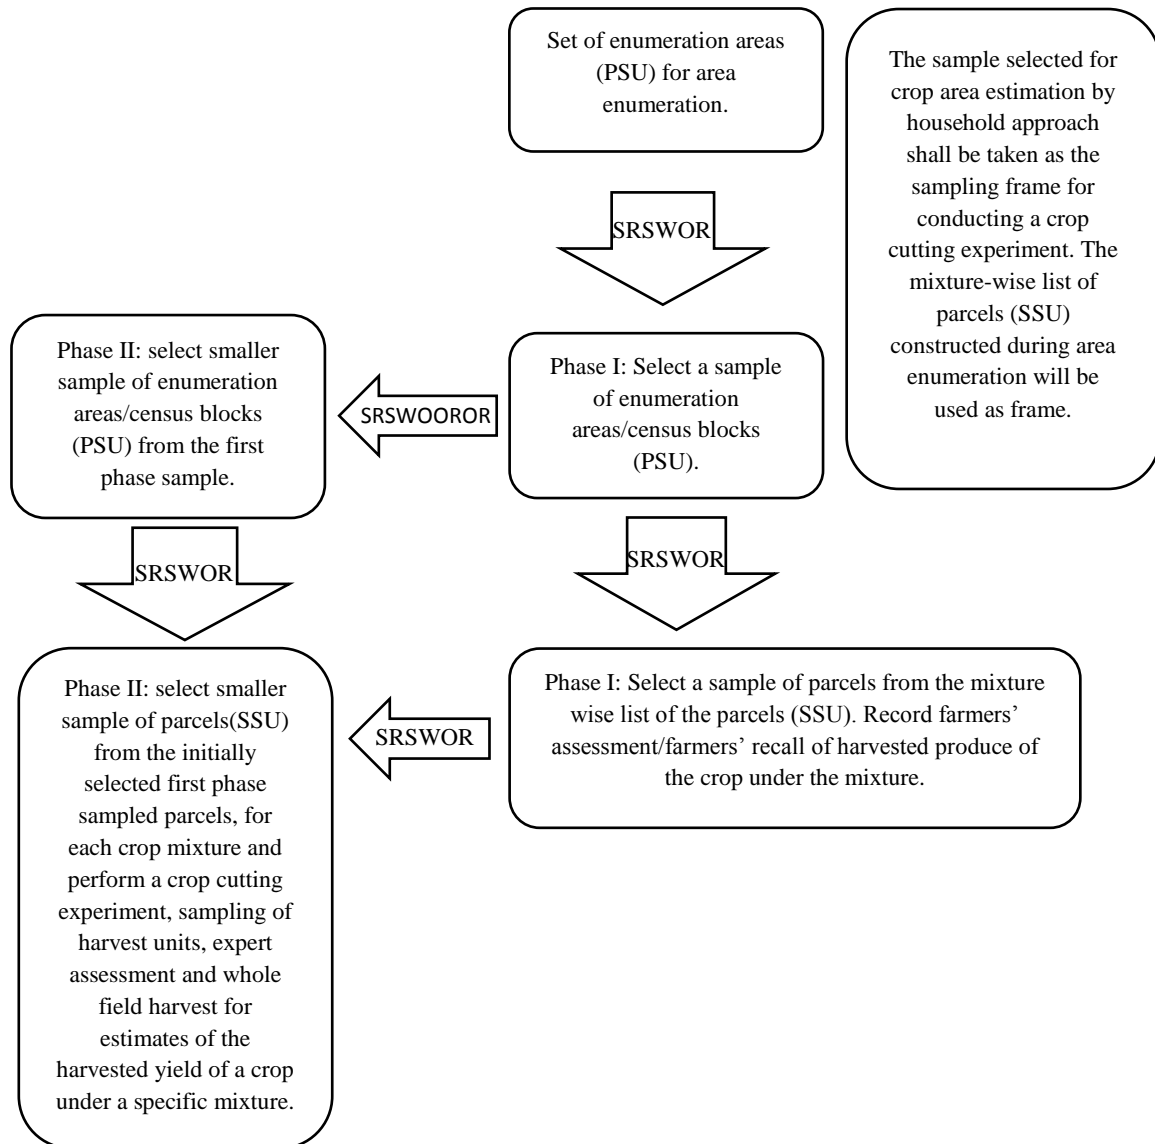 Set of enumeration areas
(PSU) for area
enumeration.
The sample selected for
crop area estimation by
household approach
shall be taken as the
sampling frame for
conducting a crop
cutting experiment. The
mixture-wise list of
parcels (SSU)
constructed during area
enumeration will be
used as frame.
SRSWOR
Phase II: select smaller
sample of enumeration
areas/census blocks
(PSU) from the first
phase sample.
SRSWOOROR
Phase I: Select a sample
of enumeration
areas/census blocks
(PSU).
SRSWOR
SRSWOR
Phase II: select smaller
sample of parcels(SSU)
from the initially
selected first phase
sampled parcels, for
each crop mixture and
perform a crop cutting
experiment, sampling of
harvest units, expert
assessment and whole
field harvest for
estimates of the
harvested yield of a crop
under a specific mixture.
SRSWOR
Phase I: Select a sample of parcels from the mixture
wise list of the parcels (SSU). Record farmers’
assessment/farmers’ recall of harvested produce of
the crop under the mixture.